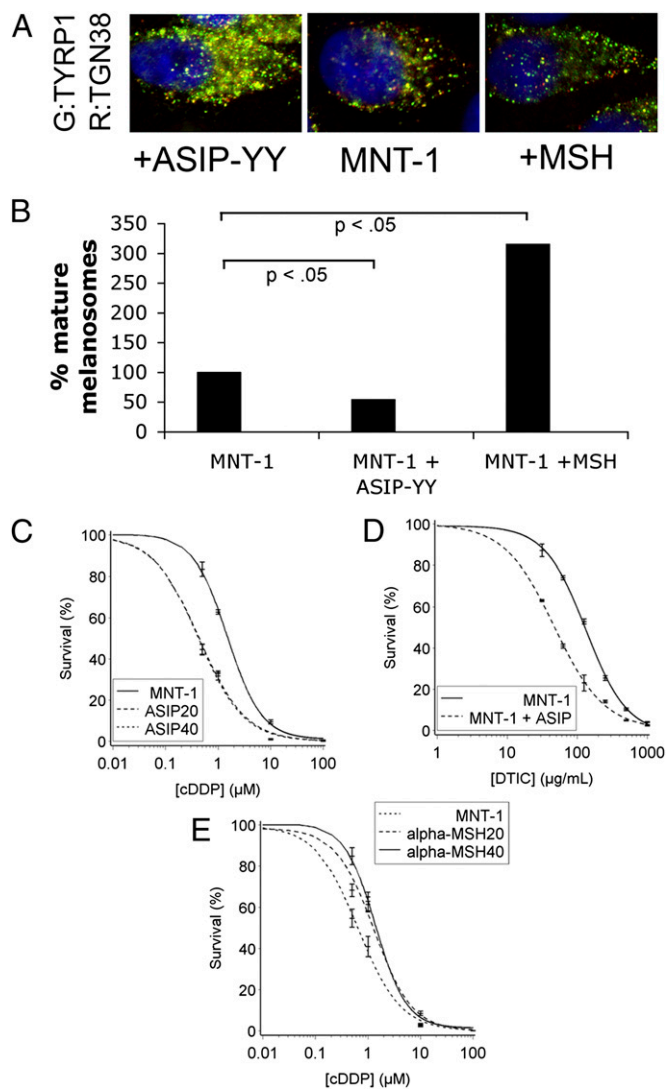 A
G:TYRP1
R:TGN38
+ASIP-YY
MNT-1
+MSH
B
% mature
melanosomes
350
300
250
200
150
100
50
0
p < .05
p < .05
MNT-1
MNT-1 +
ASIP-YY
MNT-1 +MSH
C
Survival (%)
100
80
60
40
20
0
MNT-1
ASIP20
ASIP40
0.01
0.1
1
10
100
[cDDP] (µM)
D
Survival (%)
100
80
60
40
20
0
MNT-1
MNT-1 + ASIP
1
10
100
1000
[DTIC] (µg/mL)
E
Survival (%)
100
80
60
40
20
0
MNT-1
alpha-MSH20
alpha-MSH40
0.01
0.1
1
10
100
[cDDP] (µM)